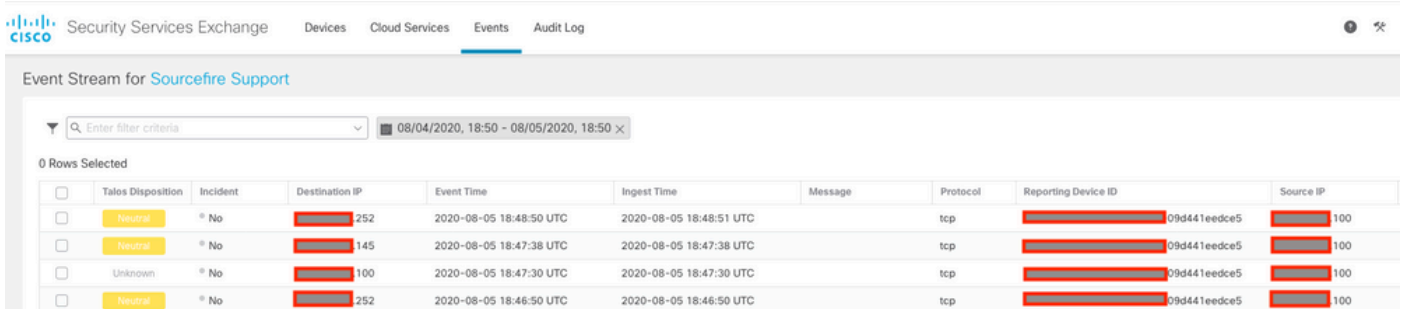 CISCO Security Services Exchange Devices Cloud Services Events Audit Log
Event Stream for Sourcefire Support
Enter filter criteria 08/04/2020, 18:50 - 08/05/2020, 18:50
0 Rows Selected
Talos Disposition Incident Destination IP Event Time Ingest Time Message Protocol Reporting Device ID Source IP
Neutral No .252 2020-08-05 18:48:50 UTC 2020-08-05 18:48:51 UTC tcp 09d441eedce5 .100
Neutral No .145 2020-08-05 18:47:38 UTC 2020-08-05 18:47:38 UTC tcp 09d441eedce5 .100
Unknown No .100 2020-08-05 18:47:30 UTC 2020-08-05 18:47:30 UTC tcp 09d441eedce5 .100
Neutral No .252 2020-08-05 18:46:50 UTC 2020-08-05 18:46:50 UTC tcp 09d441eedce5 .100